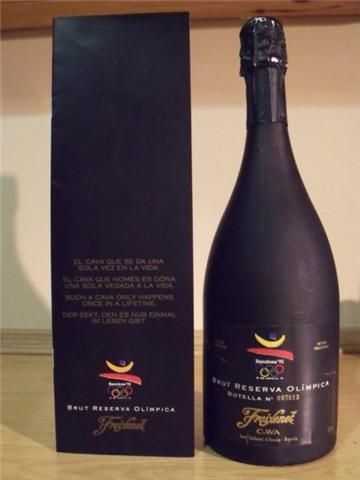 EL CAVA QUE SE DA UNA
SOLA VEZ EN LA VIDA.
EL CAVA QUE NOMÉS ES DÓNA
UNA SOLA VEGADA A LA VIDA.
SUCH A CAVA ONLY HAPPENS
ONCE IN A LIFETIME.
DER SEKT, DEN ES NUR EINMAL
IM LEBEN GIBT.
Barcelona'92
BRUT RESERVA OLÍMPICA
Freixenet
Barcelona'92
BRUT RESERVA OLÍMPICA
BOTELLA Nº 097913
Freixenet
CAVA